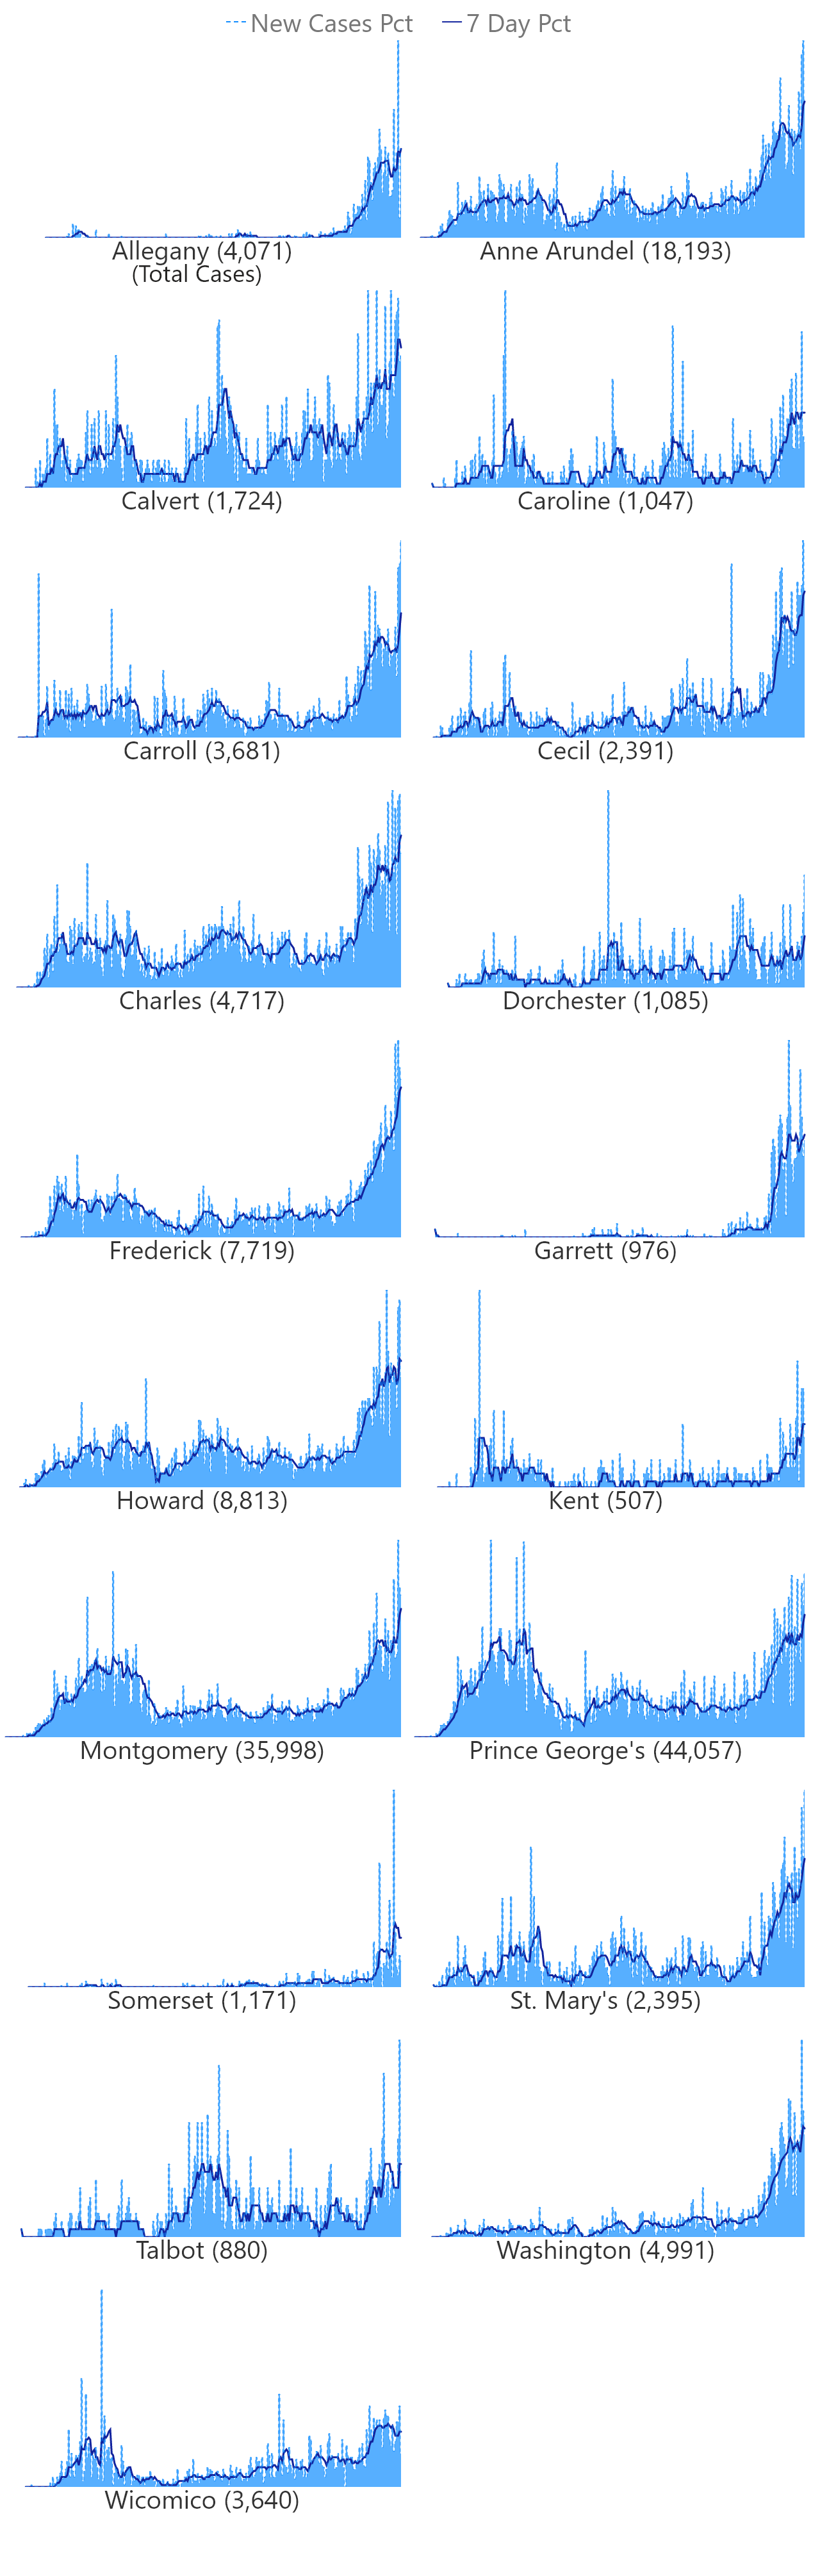 New Cases Pct 7 Day Pct
Allegany (4,071) Anne Arundel (18,193)
(Total Cases)
Calvert (1,724) Caroline (1,047)
Carroll (3,681) Cecil (2,391)
Charles (4,717) Dorchester (1,085)
Frederick (7,719) Garrett (976)
Howard (8,813) Kent (507)
Montgomery (35,998) Prince George's (44,057)
Somerset (1,171) St. Mary's (2,395)
Talbot (880) Washington (4,991)
Wicomico (3,640)